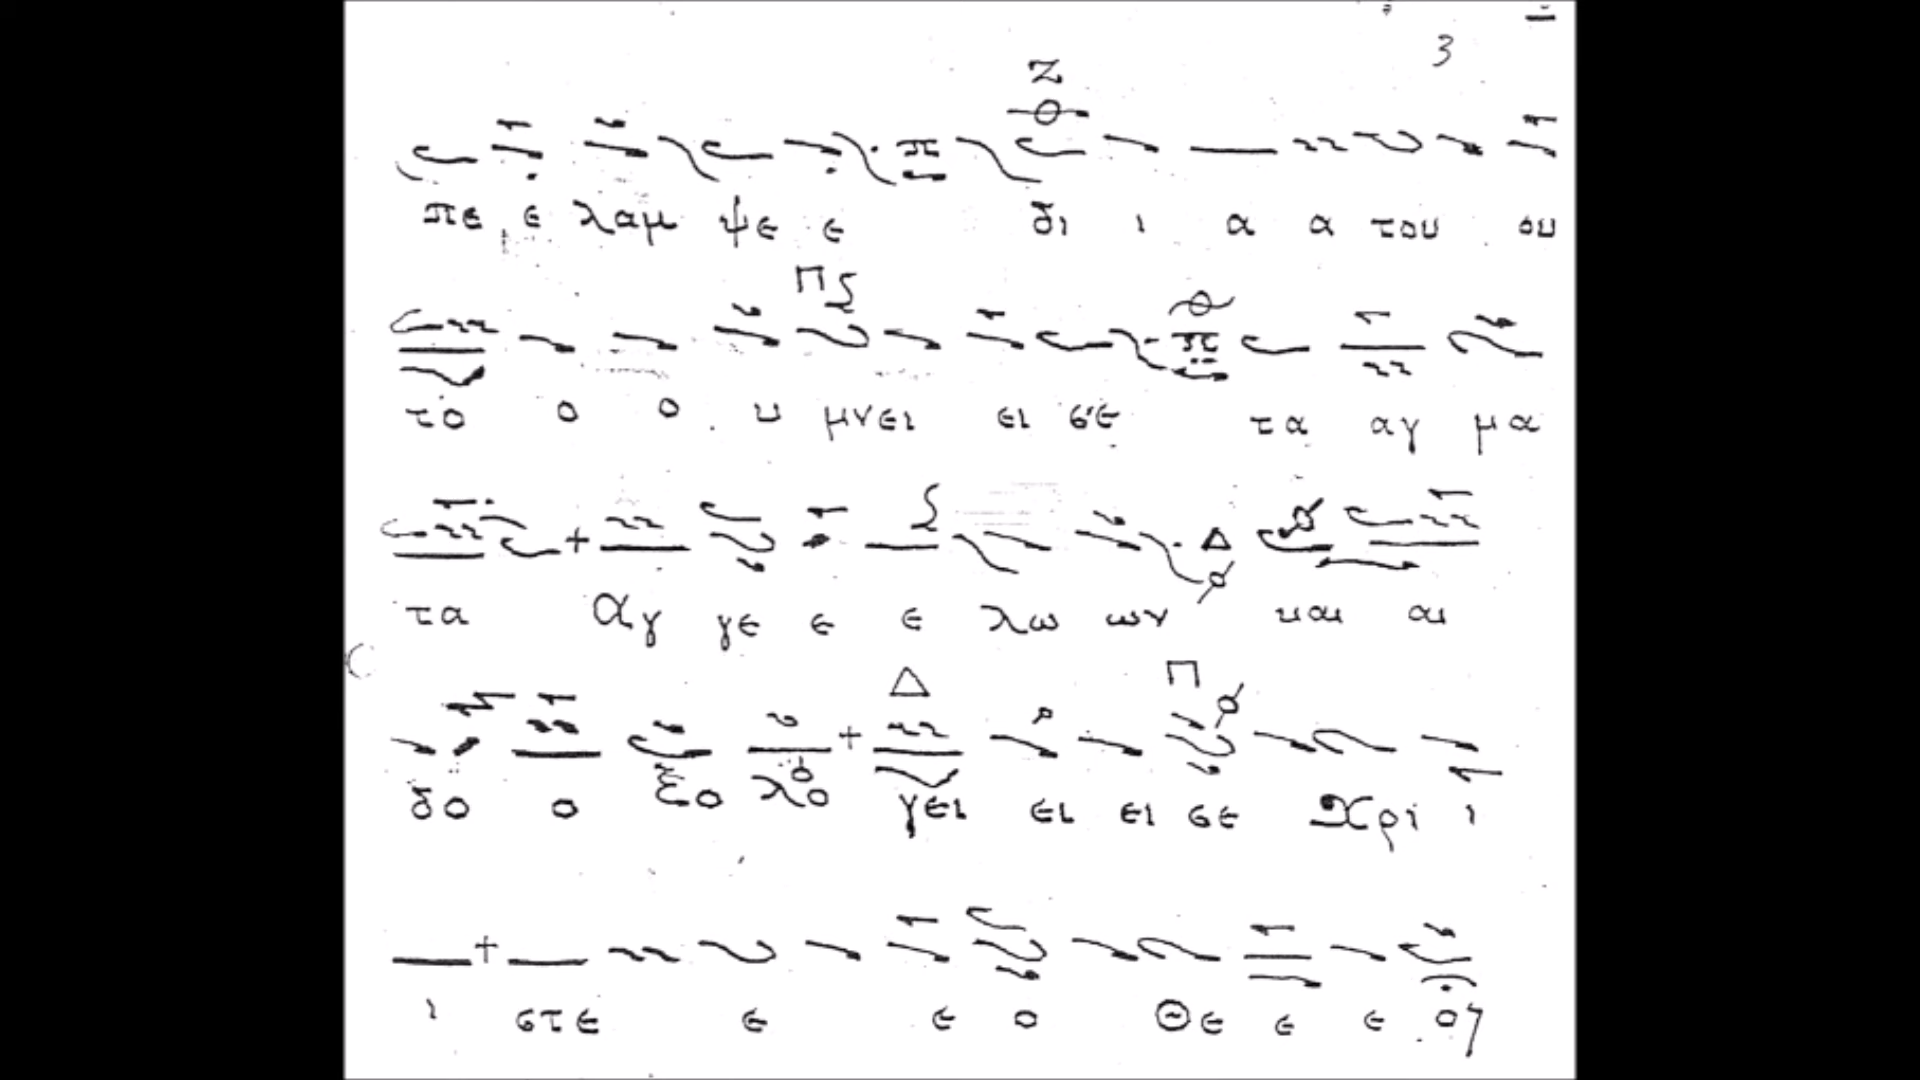 3
Ζ
πε ε λαμ ψε ε δι ι α α του ου
Π
το ο ο υ μνει ει σε τα αγ μα
Δ
τα Αγ γε ε ε λω ων και αι
Δ Π
δο ο ξο λο γει ει ει σε Χρι ι
ι στε ε ε ο Θε ε ε ος